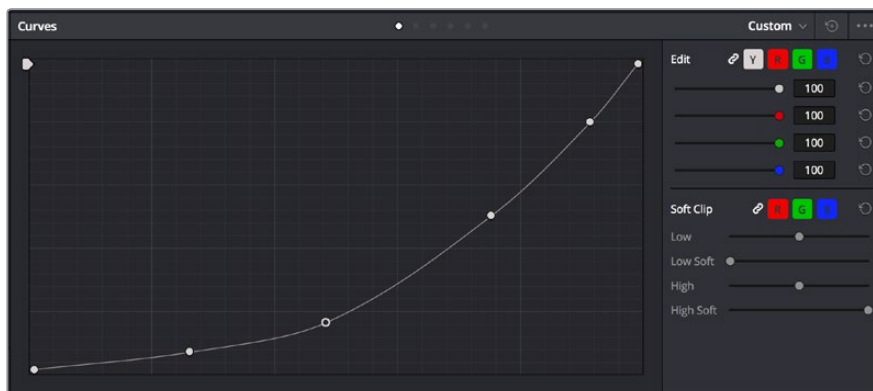 Curves
Custom
Edit
Y R G
100
100
100
100
Soft Clip
R G
Low
Low Soft
High
High Soft